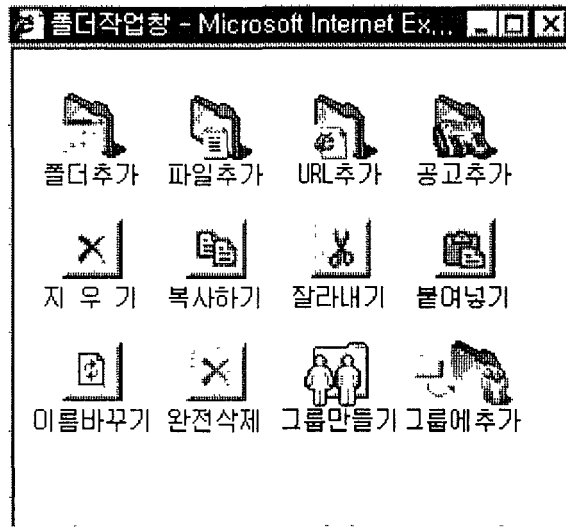 폴더작업창 - Microsoft Internet Ex...
폴더추가 파일추가 URL추가 공고추가
지 우 기 복사하기 잘라내기 붙여넣기
이름바꾸기 완전삭제 그룹만들기 그룹에추가